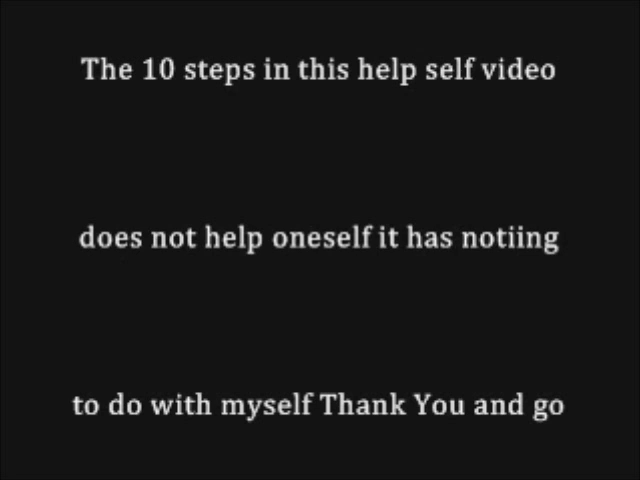 The 10 steps in this help self video
does not help oneself it has notiing
to do with myself Thank You and go